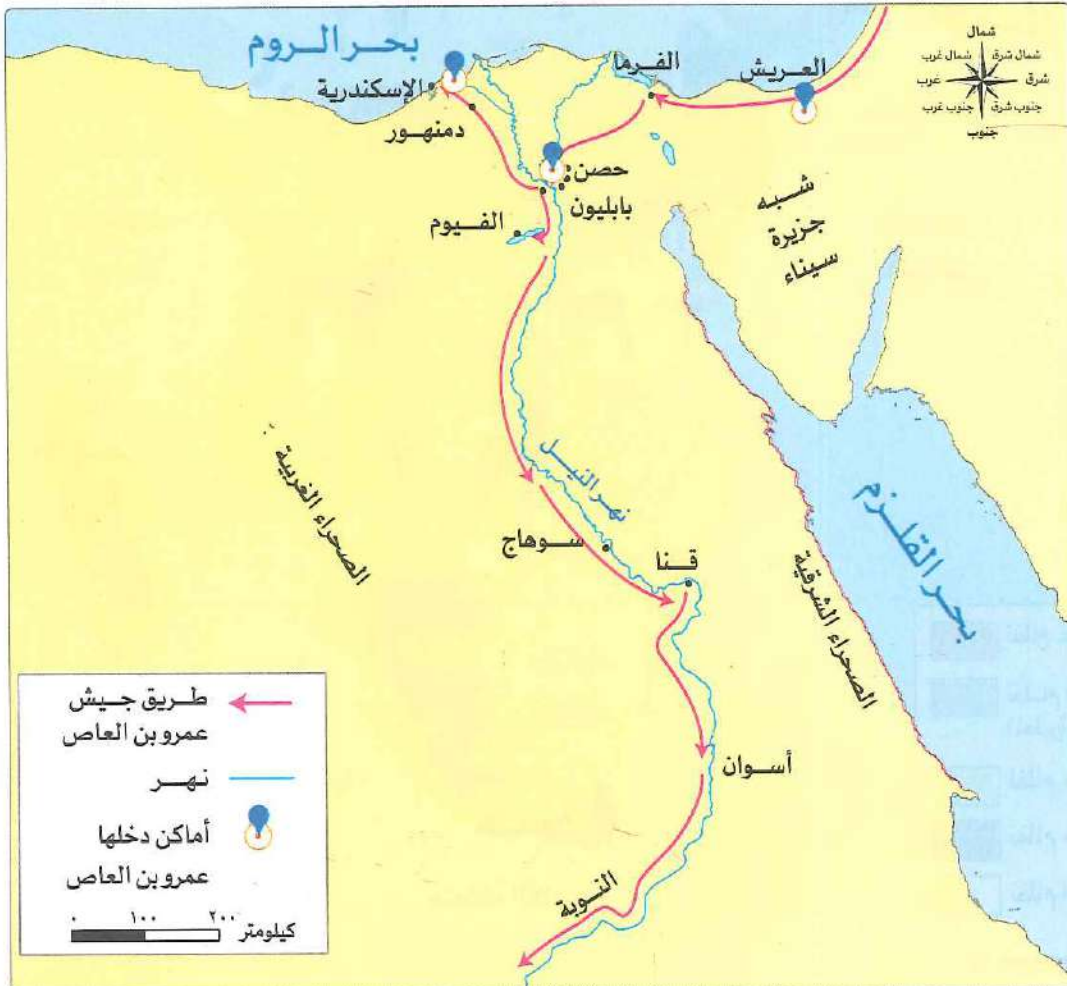 بحر الروم
شمال
شمال غرب
شمال شرق
غرب
شرق
جنوب غرب
جنوب شرق
جنوب
العريش
الفرما
الإسكندرية
دمنهور
حصن
بابليون
الفيوم
شبه
جزيرة
سيناء
نهر النيل
سوهاج
قنا
الصحراء الغربية
الصحراء الشرقية
بحر القلزم
أسوان
النوبة
طريق جيش
عمرو بن العاص
نهر
أماكن دخلها
عمرو بن العاص
٠ ١٠٠ ٢٠٠
كيلومتر